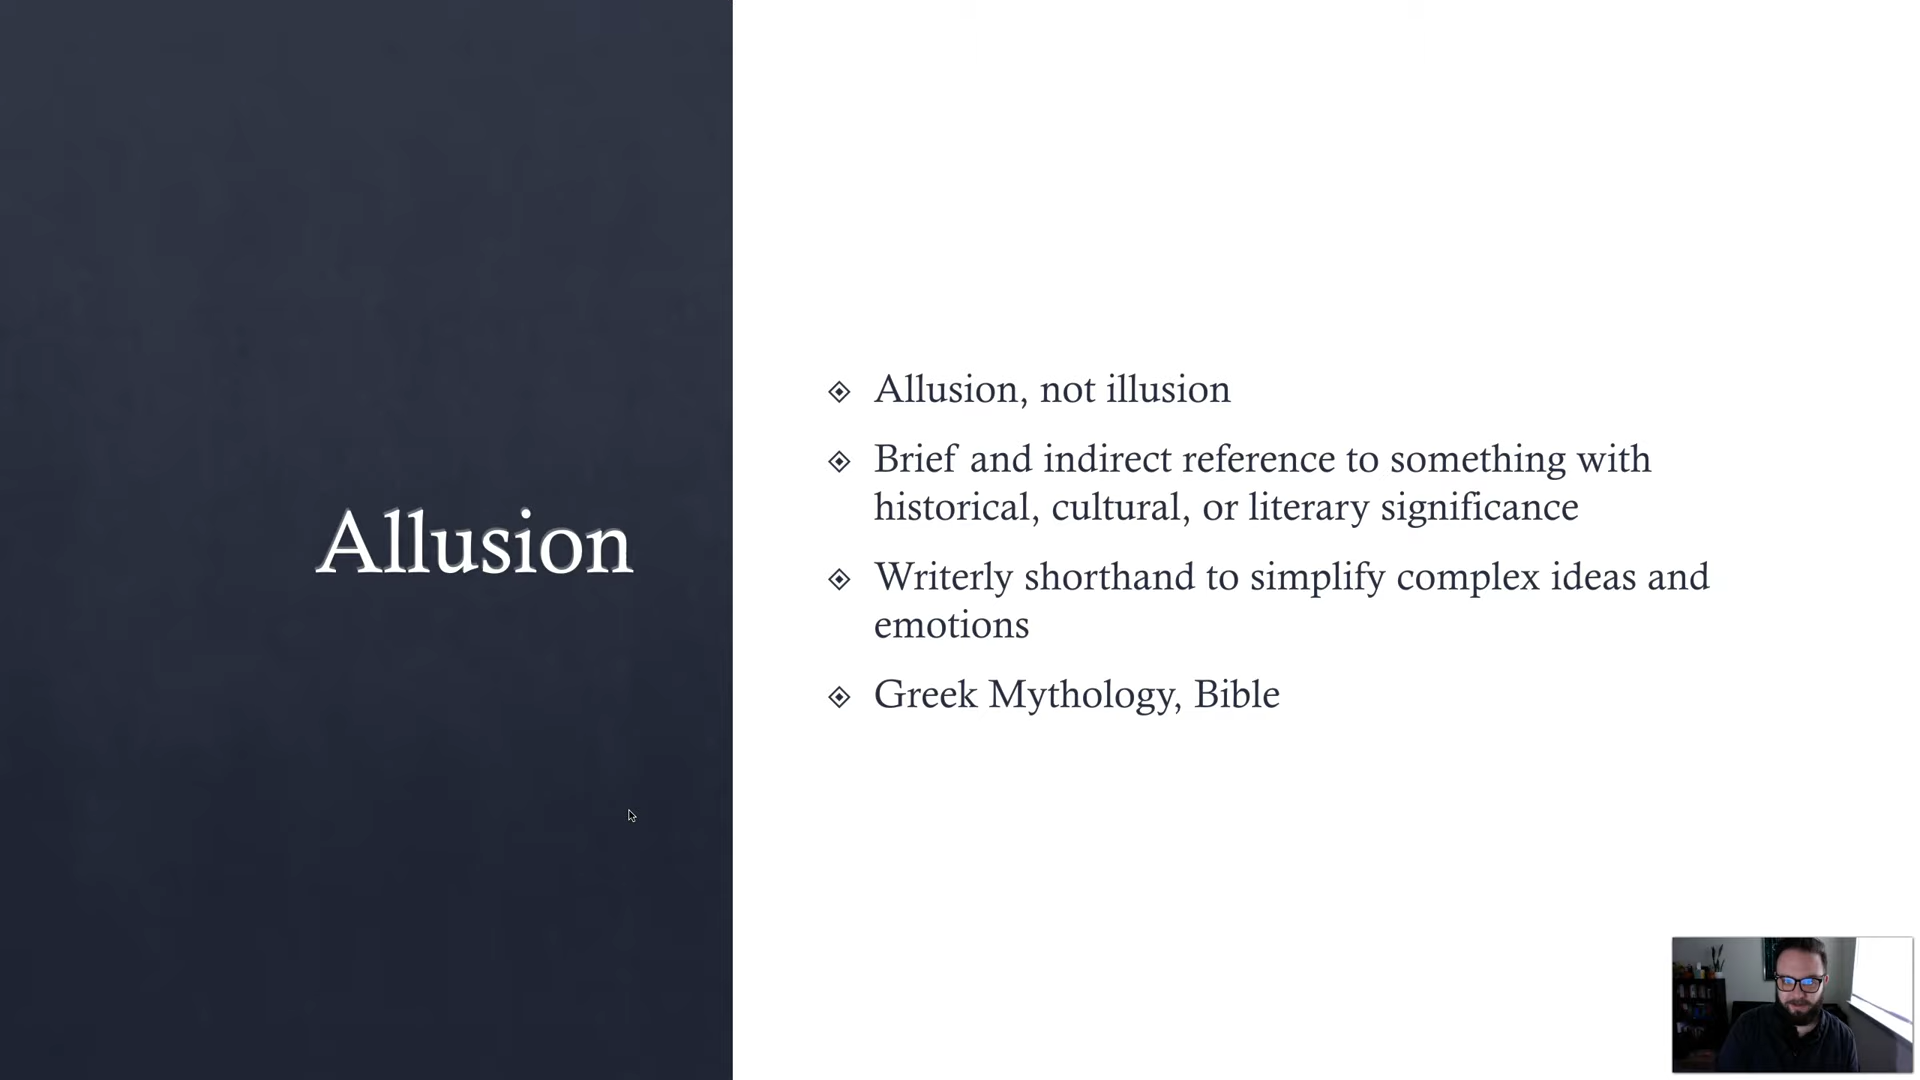 Allusion
Allusion, not illusion
Brief and indirect reference to something with
historical, cultural, or literary significance
Writerly shorthand to simplify complex ideas and
emotions
Greek Mythology, Bible